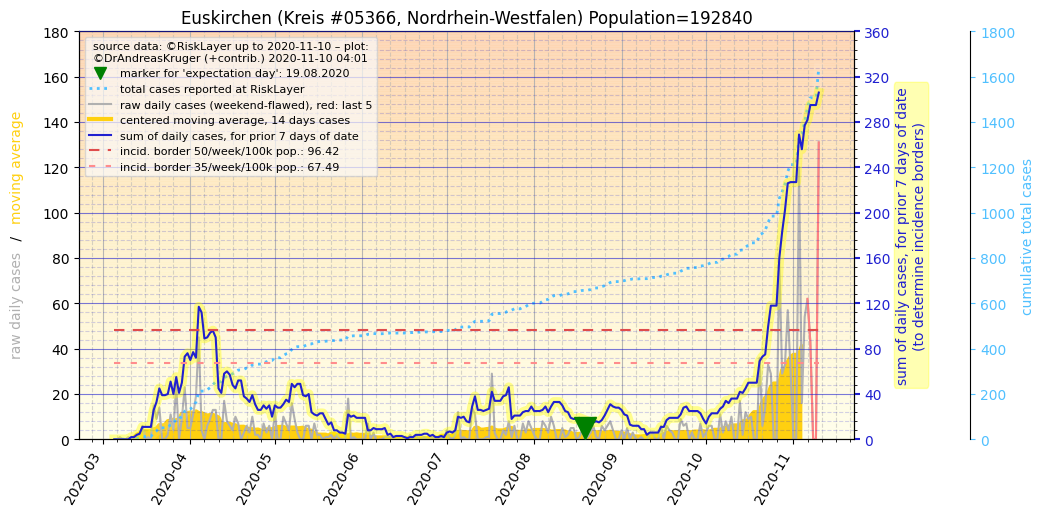 Euskirchen (Kreis #05366, Nordrhein-Westfalen) Population=192840
source data: ©RiskLayer up to 2020-11-10 – plot:
©DrAndreasKruger (+contrib.) 2020-11-10 04:01
marker for 'expectation day': 19.08.2020
total cases reported at RiskLayer
raw daily cases (weekend-flawed), red: last 5
centered moving average, 14 days cases
sum of daily cases, for prior 7 days of date
incid. border 50/week/100k pop.: 96.42
incid. border 35/week/100k pop.: 67.49
raw daily cases / moving average
180
160
140
120
100
80
60
40
20
0
2020-03
2020-04
2020-05
2020-06
2020-07
2020-08
2020-09
2020-10
2020-11
360
320
280
240
200
160
120
80
40
0
sum of daily cases, for prior 7 days of date
(to determine incidence borders)
1800
1600
1400
1200
1000
800
600
400
200
0
cumulative total cases